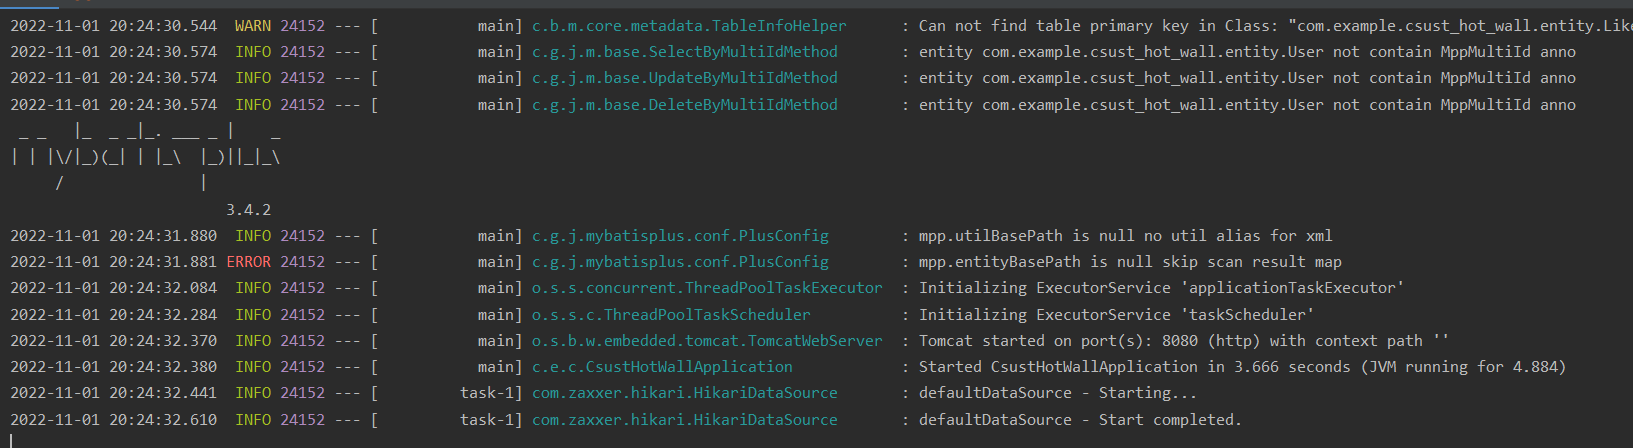 2022-11-01 20:24:30.544  WARN 24152 --- [           main] c.b.m.core.metadata.TableInfoHelper      : Can not find table primary key in Class: "com.example.csust_hot_wall.entity.Like
2022-11-01 20:24:30.574  INFO 24152 --- [           main] c.g.j.m.base.SelectByMultiIdMethod       : entity com.example.csust_hot_wall.entity.User not contain MppMultiId anno
2022-11-01 20:24:30.574  INFO 24152 --- [           main] c.g.j.m.base.UpdateByMultiIdMethod       : entity com.example.csust_hot_wall.entity.User not contain MppMultiId anno
2022-11-01 20:24:30.574  INFO 24152 --- [           main] c.g.j.m.base.DeleteByMultiIdMethod       : entity com.example.csust_hot_wall.entity.User not contain MppMultiId anno
 _ _   |_  _ _|_. ___ _ |    _
| | |\/|_)(_| | |_\  |_)||_|_\
     /               |
                        3.4.2
2022-11-01 20:24:31.880  INFO 24152 --- [           main] c.g.j.mybatisplus.conf.PlusConfig        : mpp.utilBasePath is null no util alias for xml
2022-11-01 20:24:31.881 ERROR 24152 --- [           main] c.g.j.mybatisplus.conf.PlusConfig        : mpp.entityBasePath is null skip scan result map
2022-11-01 20:24:32.084  INFO 24152 --- [           main] o.s.s.concurrent.ThreadPoolTaskExecutor  : Initializing ExecutorService 'applicationTaskExecutor'
2022-11-01 20:24:32.284  INFO 24152 --- [           main] o.s.s.c.ThreadPoolTaskScheduler          : Initializing ExecutorService 'taskScheduler'
2022-11-01 20:24:32.370  INFO 24152 --- [           main] o.s.b.w.embedded.tomcat.TomcatWebServer  : Tomcat started on port(s): 8080 (http) with context path ''
2022-11-01 20:24:32.380  INFO 24152 --- [           main] c.e.c.CsustHotWallApplication            : Started CsustHotWallApplication in 3.666 seconds (JVM running for 4.884)
2022-11-01 20:24:32.441  INFO 24152 --- [         task-1] com.zaxxer.hikari.HikariDataSource       : defaultDataSource - Starting...
2022-11-01 20:24:32.610  INFO 24152 --- [         task-1] com.zaxxer.hikari.HikariDataSource       : defaultDataSource - Start completed.